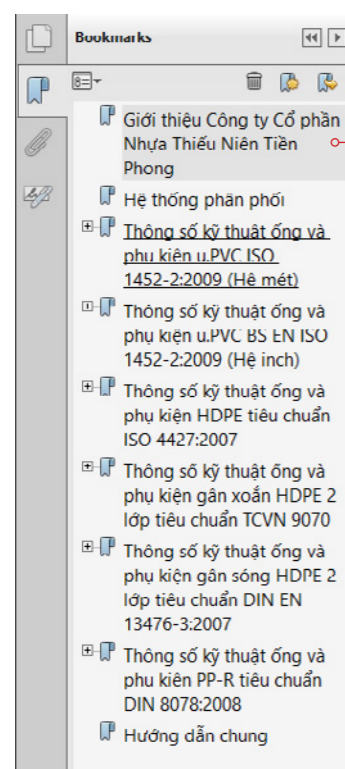 Bookmarks
Giới thiệu Công ty Cổ phần
Nhựa Thiếu Niên Tiền
Phong
Hệ thống phân phối
Thông số kỹ thuật ống và
phụ kiện u.PVC ISO
1452-2:2009 (Hệ mét)
Thông số kỹ thuật ống và
phụ kiện u.PVC BS EN ISO
1452-2:2009 (Hệ inch)
Thông số kỹ thuật ống và
phụ kiện HDPE tiêu chuẩn
ISO 4427:2007
Thông số kỹ thuật ống và
phụ kiện gân xoắn HDPE 2
lớp tiêu chuẩn TCVN 9070
Thông số kỹ thuật ống và
phụ kiện gân sóng HDPE 2
lớp tiêu chuẩn DIN EN
13476-3:2007
Thông số kỹ thuật ống và
phụ kiện PP-R tiêu chuẩn
DIN 8078:2008
Hướng dẫn chung